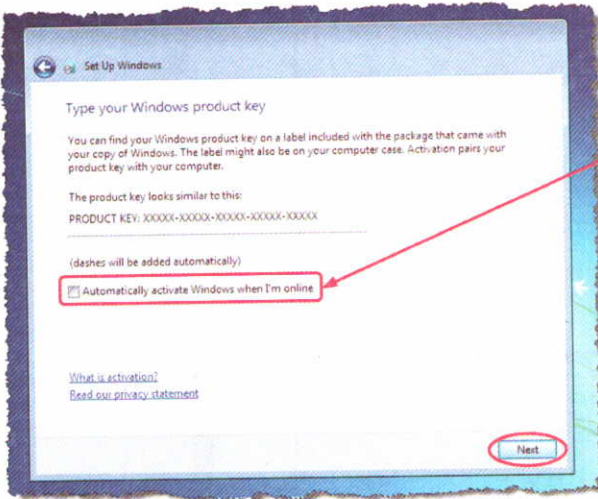 Set Up Windows
Type your Windows product key
You can find your Windows product key on a label included with the package that came with
your copy of Windows. The label might also be on your computer case. Activation pairs your
product key with your computer.
The product key looks similar to this:
PRODUCT KEY: XXXXX-XXXXX-XXXXX-XXXXX-XXXXX
(dashes will be added automatically)
Automatically activate Windows when I'm online
What is activation?
Read our privacy statement
Next